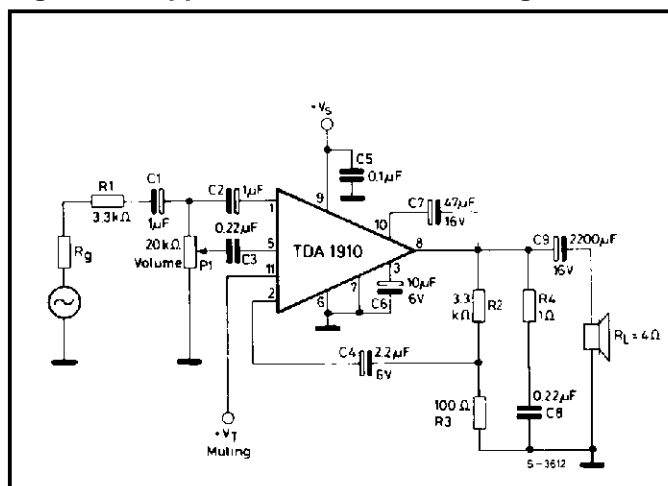 +Vs
C5
0.1µF
R1
3.3kΩ
C1
1µF
C2
1µF
0.22µF
C3
20kΩ
Volume
P1
Rg
1
5
11
2
9
10
8
3
6
7
TDA 1910
C7
47µF
16V
10µF
C6
6V
C9
2200µF
16V
3.3
kΩ
R2
R4
1Ω
RL = 4Ω
C4
2.2µF
6V
100Ω
R3
0.22µF
C8
+VT
Muting
S-3612